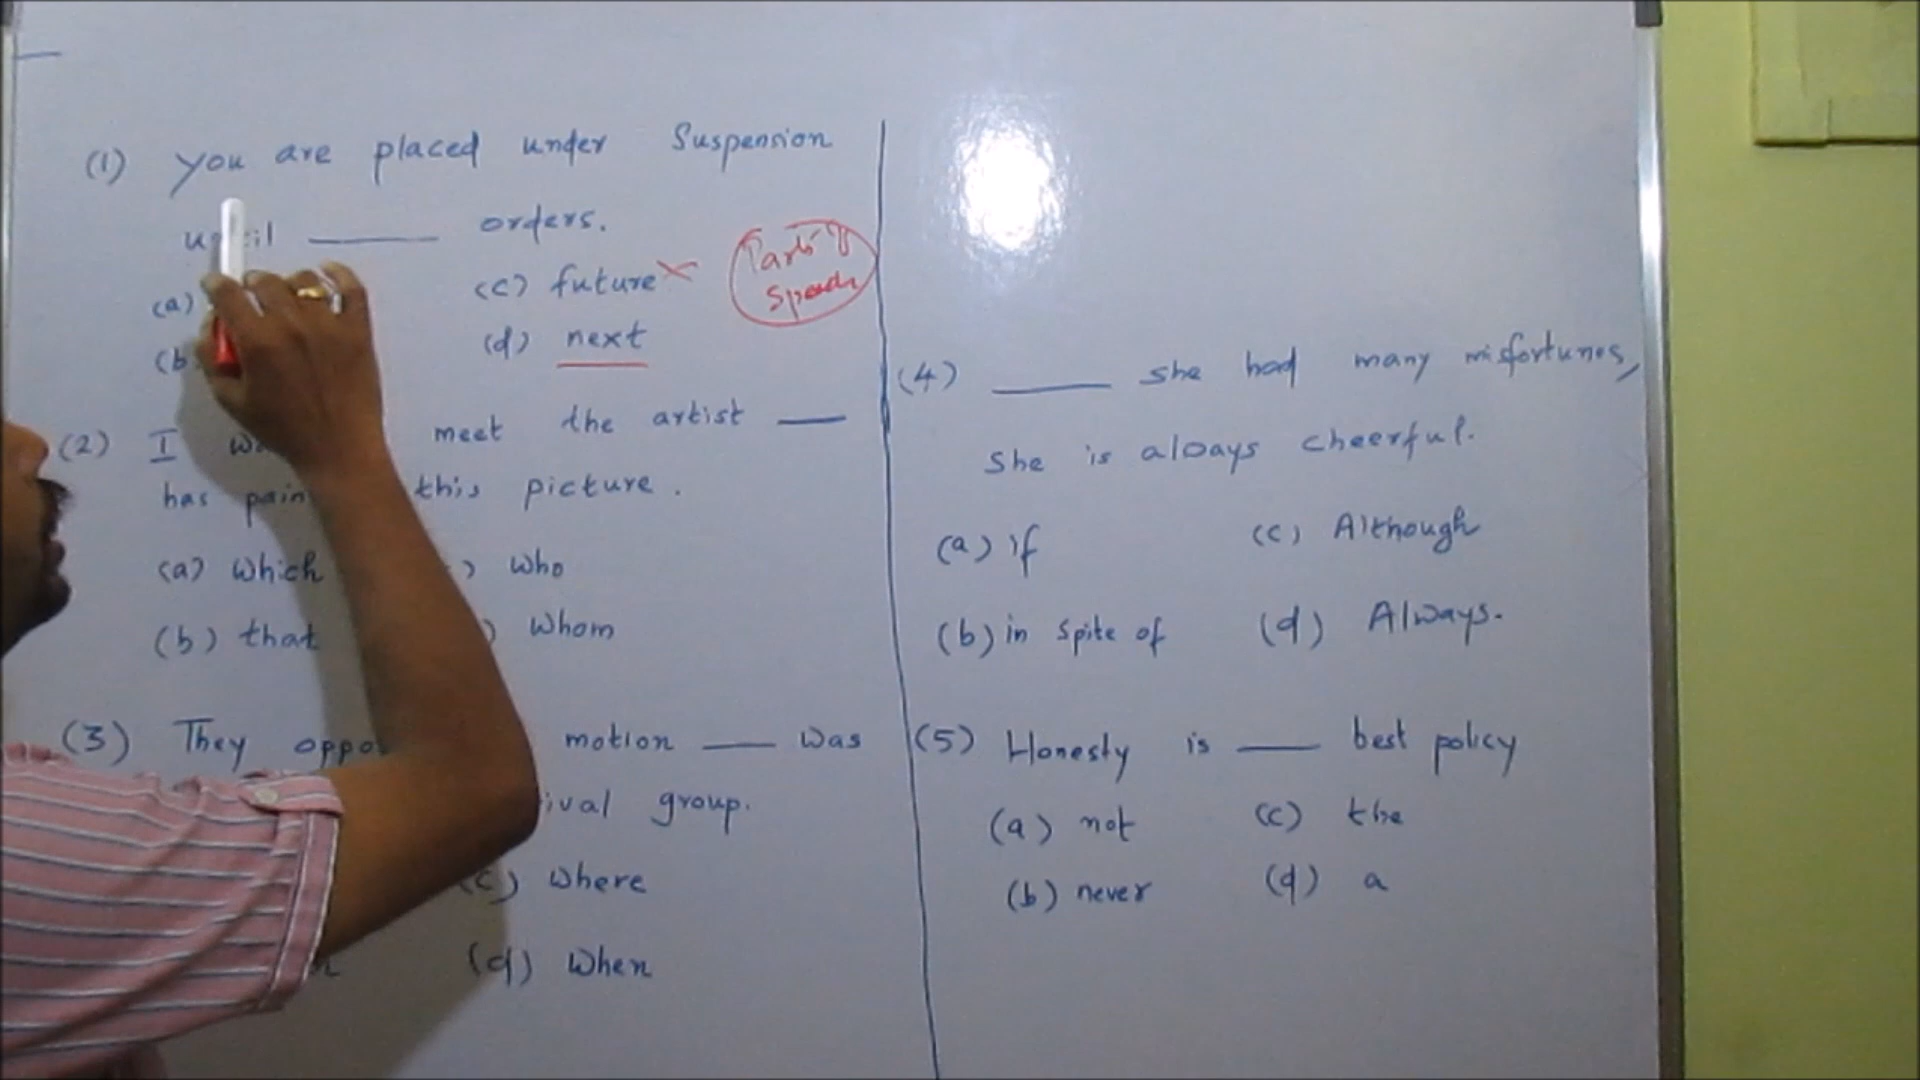 (1) You are placed under Suspension
until ____ orders.
(a) (c) future
(b) (d) next
Parts of
Speech
(2) I meet the artist ____
has this picture.
(a) which who
(b) that whom
(3) They motion ____ was
group.
(c) where
(d) when
(4) ____ she had many misfortunes,
She is always cheerful.
(a) if (c) Although
(b) in spite of (d) Always.
(5) Honesty is ____ best policy
(a) not (c) the
(b) never (d) a